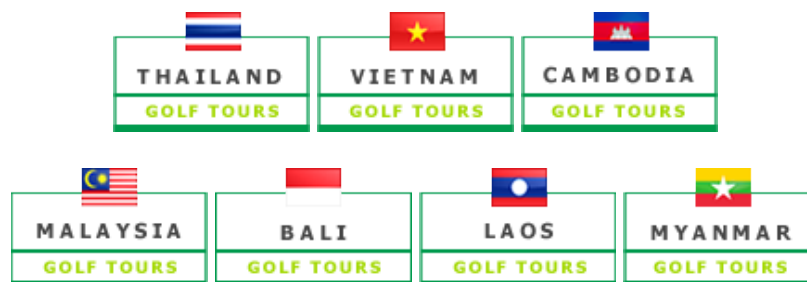 THAILAND VIETNAM CAMBODIA
GOLF TOURS GOLF TOURS GOLF TOURS
MALAYSIA BALI LAOS MYANMAR
GOLF TOURS GOLF TOURS GOLF TOURS GOLF TOURS